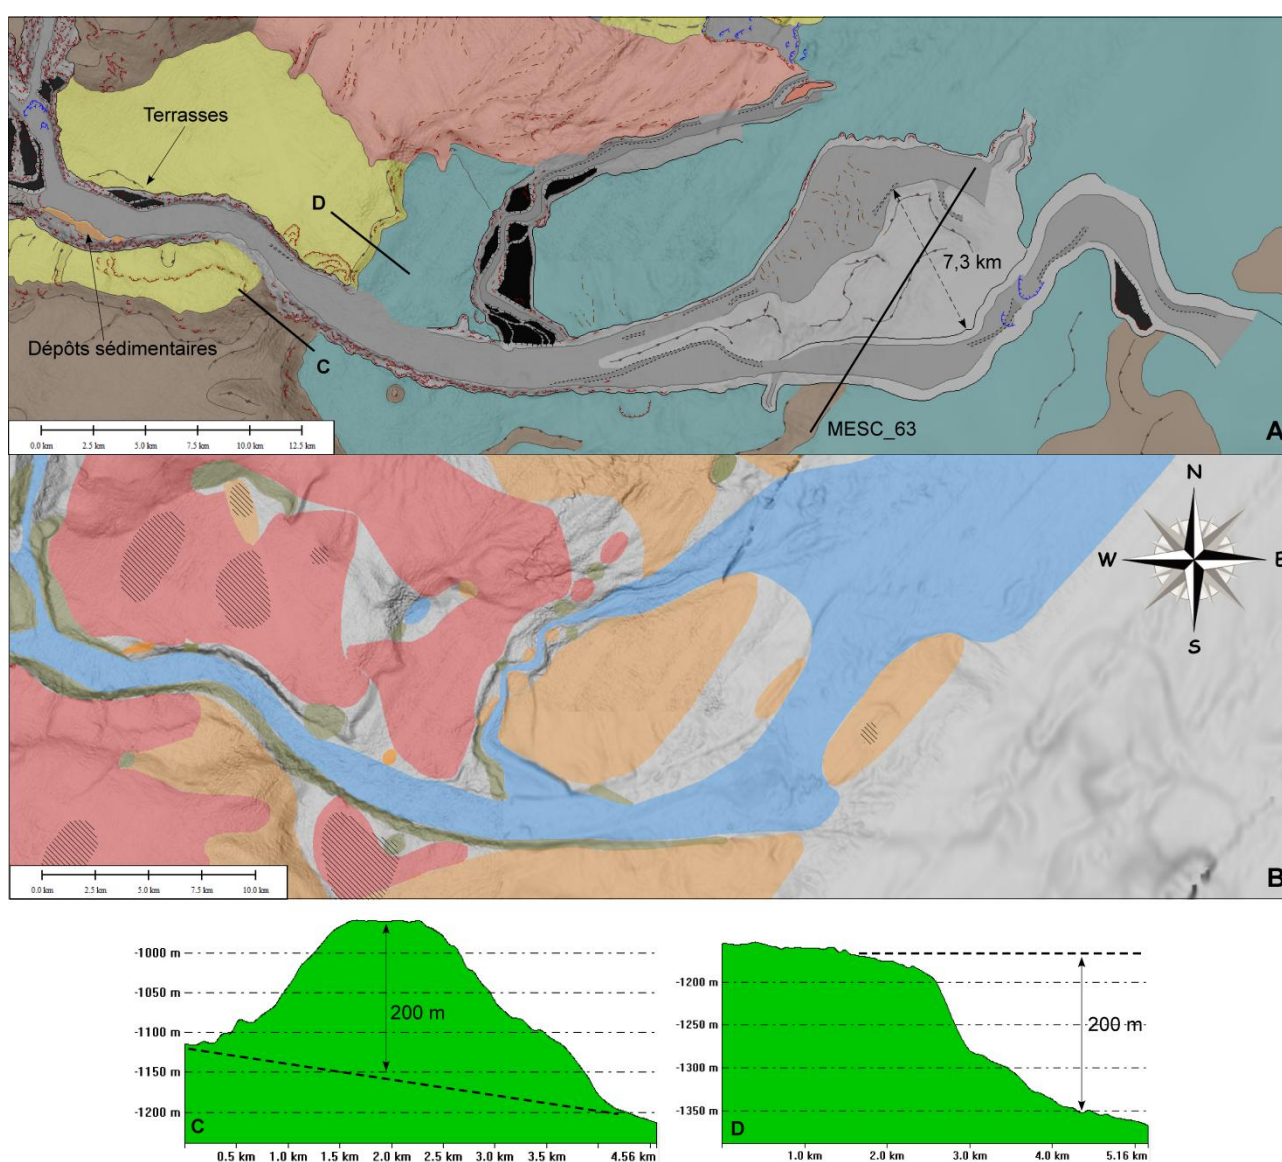 Terrasses
D
7,3 km
Dépôts sédimentaires
C
MESC_63
A
0.0 km 2.5 km 5.0 km 7.5 km 10.0 km 12.5 km
N
W E
S
B
0.0 km 2.5 km 5.0 km 7.5 km 10.0 km
-1000 m
-1050 m
200 m
-1100 m
-1150 m
-1200 m
C
0.5 km 1.0 km 1.5 km 2.0 km 2.5 km 3.0 km 3.5 km 4.56 km
-1200 m
-1250 m
200 m
-1300 m
-1350 m
D
1.0 km 2.0 km 3.0 km 4.0 km 5.16 km